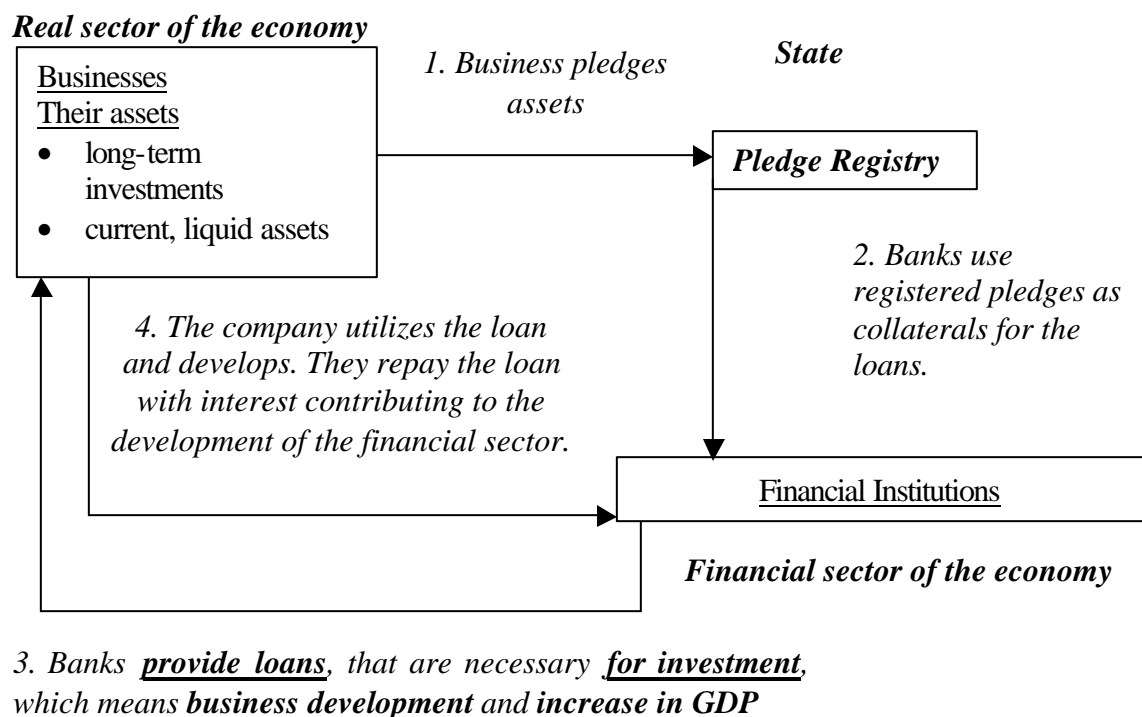 Real sector of the economy
State
1. Business pledges
assets
Businesses
Their assets
• long-term
investments
• current, liquid assets
Pledge Registry
2. Banks use
registered pledges as
collaterals for the
loans.
4. The company utilizes the loan
and develops. They repay the loan
with interest contributing to the
development of the financial sector.
Financial Institutions
Financial sector of the economy
3. Banks provide loans, that are necessary for investment,
which means business development and increase in GDP